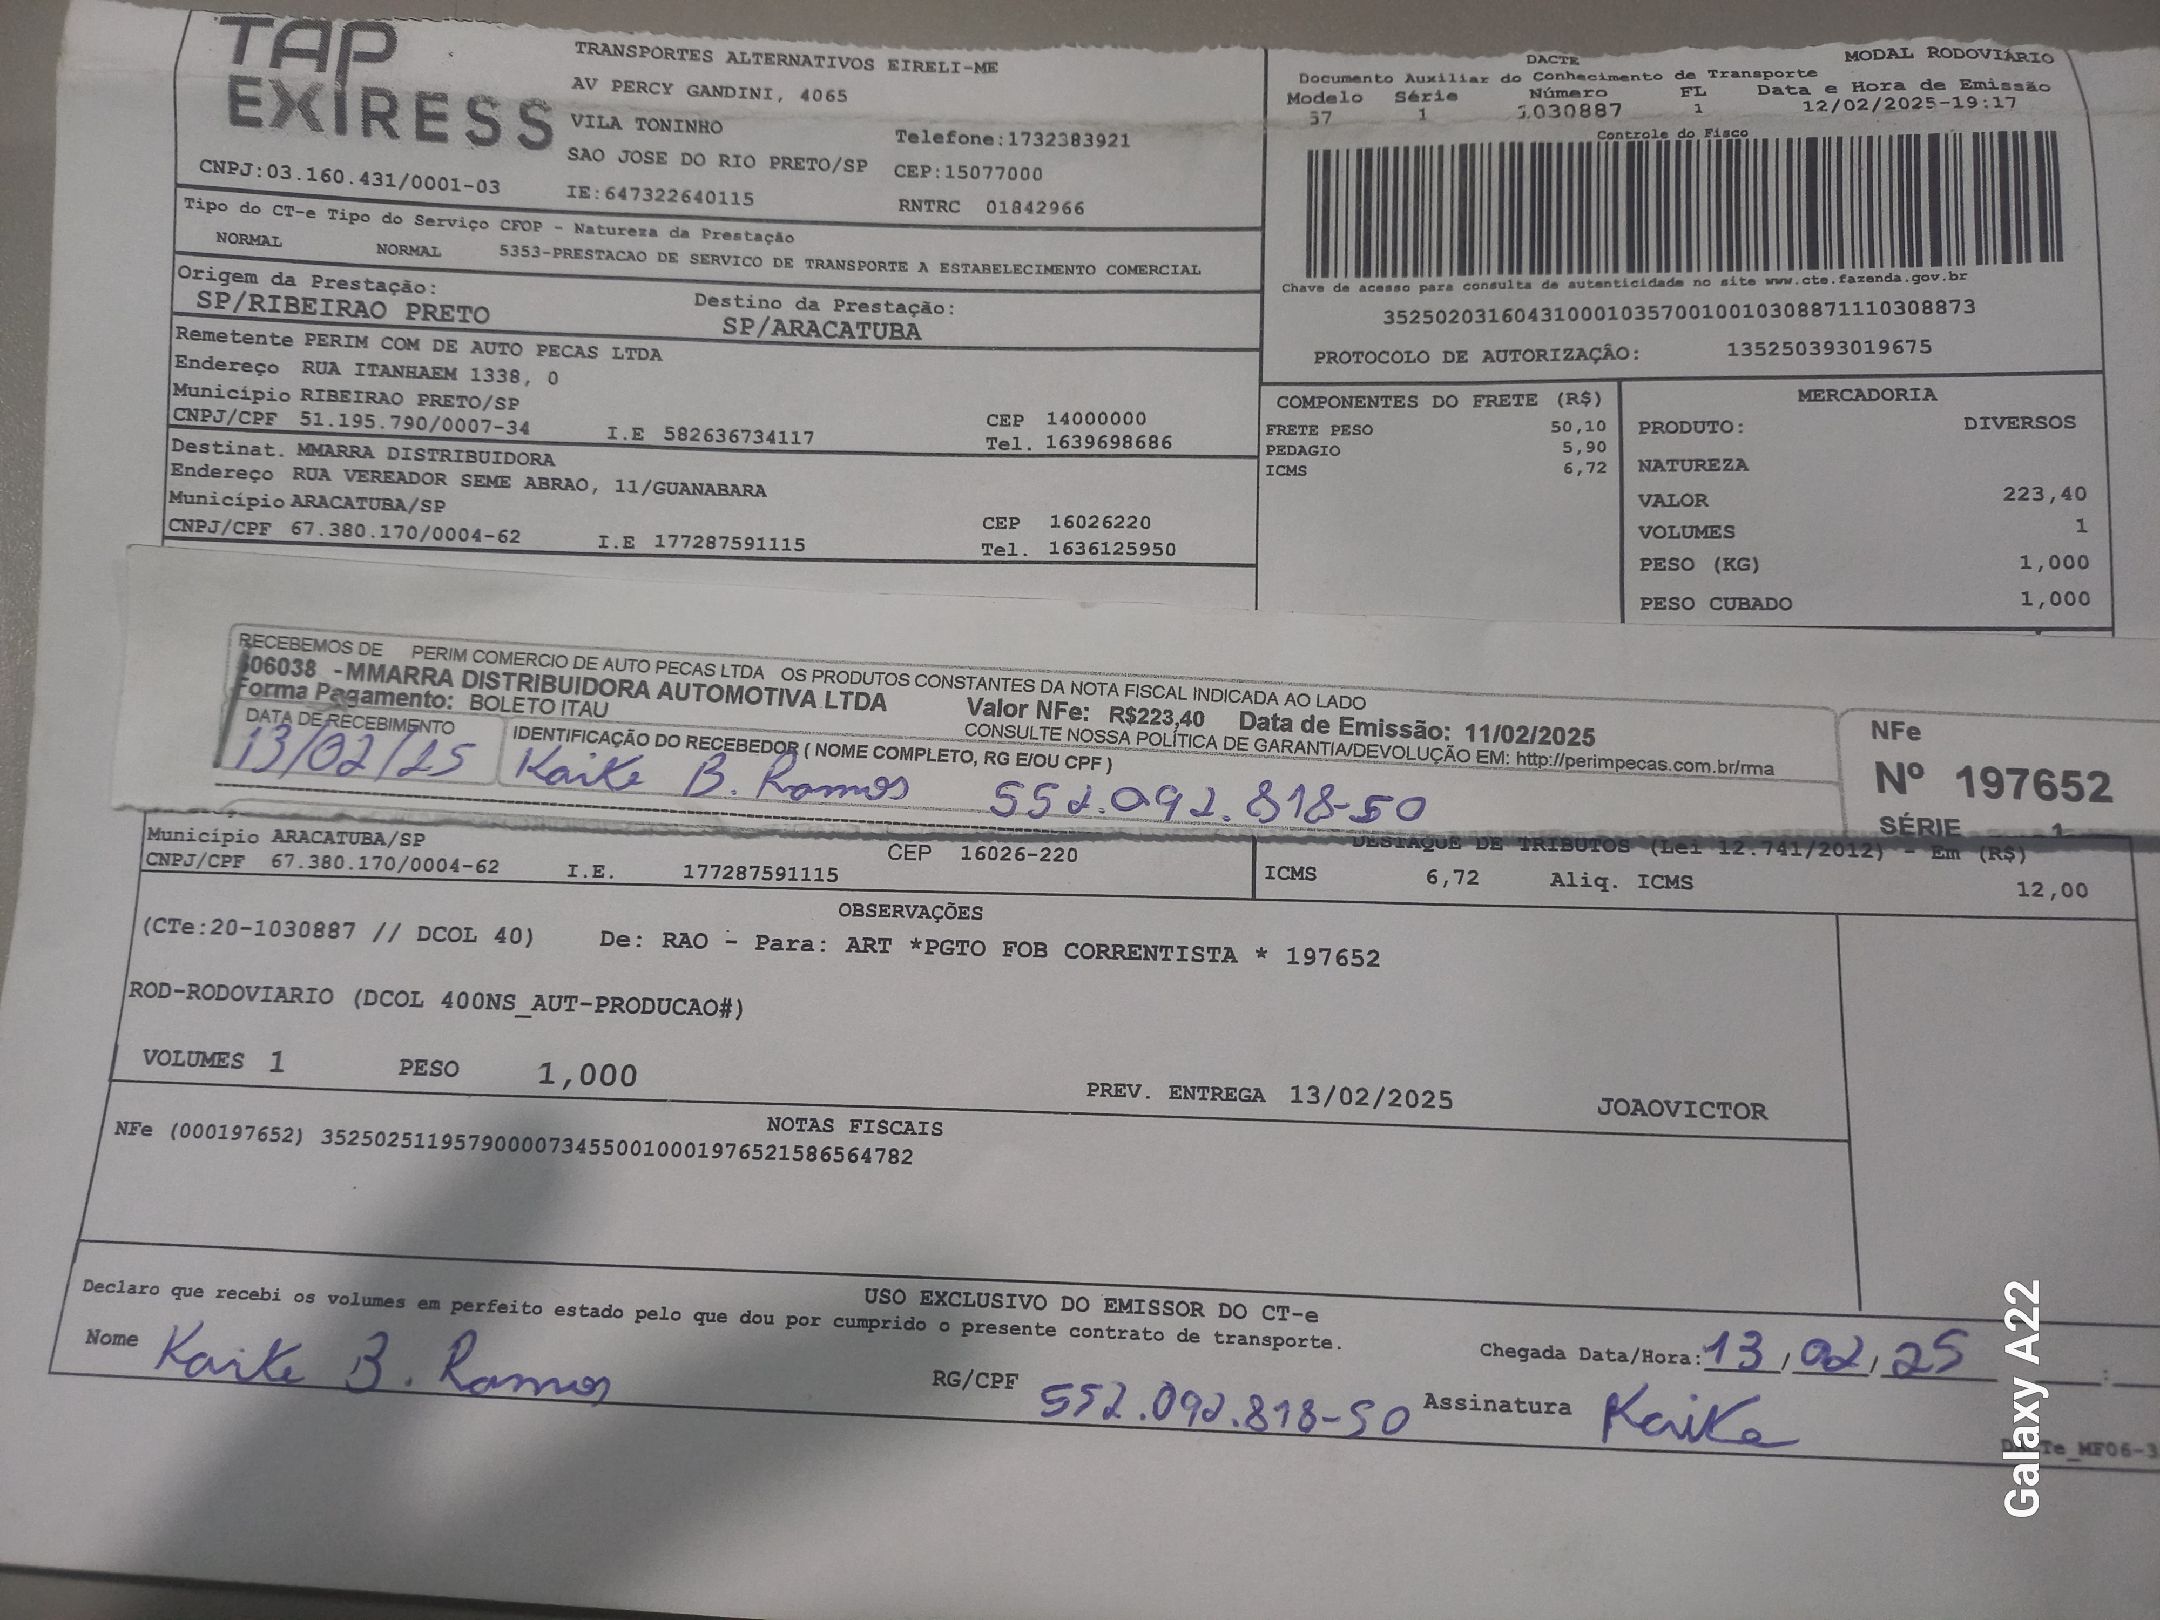 TAP
EXPRESS
TRANSPORTES ALTERNATIVOS EIRELI-ME
AV PERCY GANDINI, 4065
VILA TONINHO
SAO JOSE DO RIO PRETO/SP
IE:647322640115
Telefone:1732383921
CEP:15077000
RNTRC 01842966
CNPJ:03.160.431/0001-03
DACTE
MODAL RODOVIÁRIO
Documento Auxiliar do Conhecimento de Transporte
Modelo Série Número FL Data e Hora de Emissão
57 1 1030887 1 12/02/2025-19:17
Controle do Fisco
Chave de acesso para consulta de autenticidade no site www.cte.fazenda.gov.br
35250203160431000103570010010308871110308873
PROTOCOLO DE AUTORIZAÇÃO: 135250393019675
Tipo do CT-e Tipo do Serviço CFOP - Natureza da Prestação
NORMAL NORMAL 5353-PRESTACAO DE SERVICO DE TRANSPORTE A ESTABELECIMENTO COMERCIAL
Origem da Prestação: Destino da Prestação:
SP/RIBEIRAO PRETO SP/ARACATUBA
Remetente PERIM COM DE AUTO PECAS LTDA
Endereço RUA ITANHAEM 1338, 0
Município RIBEIRAO PRETO/SP CEP 14000000
CNPJ/CPF 51.195.790/0007-34 I.E 582636734117 Tel. 1639698686
Destinat. MMARRA DISTRIBUIDORA
Endereço RUA VEREADOR SEME ABRAO, 11/GUANABARA
Município ARACATUBA/SP CEP 16026220
CNPJ/CPF 67.380.170/0004-62 I.E 177287591115 Tel. 1636125950
COMPONENTES DO FRETE (R$)
FRETE PESO 50,10
PEDAGIO 5,90
ICMS 6,72
MERCADORIA
PRODUTO: DIVERSOS
NATUREZA
VALOR 223,40
VOLUMES 1
PESO (KG) 1,000
PESO CUBADO 1,000
RECEBEMOS DE PERIM COMERCIO DE AUTO PECAS LTDA OS PRODUTOS CONSTANTES DA NOTA FISCAL INDICADA AO LADO
606038 -MMARRA DISTRIBUIDORA AUTOMOTIVA LTDA Valor NFe: R$223,40 Data de Emissão: 11/02/2025
Forma Pagamento: BOLETO ITAU CONSULTE NOSSA POLÍTICA DE GARANTIA/DEVOLUÇÃO EM: http://perimpecas.com.br/rma
DATA DE RECEBIMENTO IDENTIFICAÇÃO DO RECEBEDOR ( NOME COMPLETO, RG E/OU CPF )
13/02/25 Kaike B. Ramos 552.092.818-50
NFe
Nº 197652
SÉRIE 1
Município ARACATUBA/SP CEP 16026-220
CNPJ/CPF 67.380.170/0004-62 I.E. 177287591115
DESTAQUE DE TRIBUTOS (Lei 12.741/2012) - Em (R$)
ICMS 6,72 Aliq. ICMS 12,00
OBSERVAÇÕES
(CTe:20-1030887 // DCOL 40) De: RAO - Para: ART *PGTO FOB CORRENTISTA * 197652
ROD-RODOVIARIO (DCOL 400NS_AUT-PRODUCAO#)
VOLUMES 1 PESO 1,000 PREV. ENTREGA 13/02/2025 JOAOVICTOR
NOTAS FISCAIS
NFe (000197652) 35250251195790000734550010001976521586564782
USO EXCLUSIVO DO EMISSOR DO CT-e
Declaro que recebi os volumes em perfeito estado pelo que dou por cumprido o presente contrato de transporte.
Nome Kaike B. Ramos RG/CPF 552.092.818-50
Chegada Data/Hora: 13/02/25 :
Assinatura Kaike
Galaxy A22